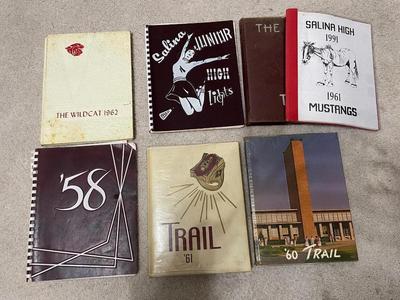 THE WILDCAT 1962
Salina
JUNIOR
HIGH
Lights
THE
T
SALINA HIGH
1991
1961
MUSTANGS
'58
TRAIL
'61
'60 TRAIL